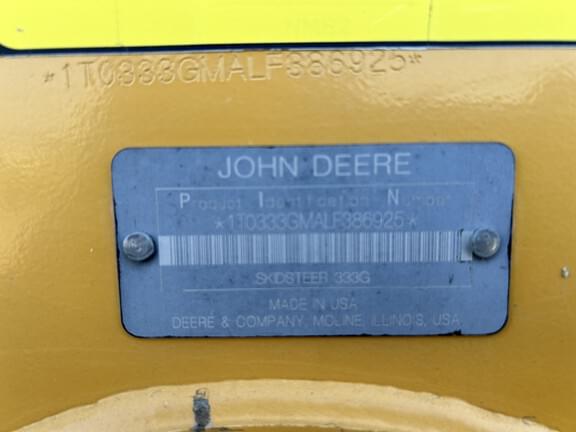 *1T0333GMALF386925*
JOHN DEERE
Product Identification Number
*1T0333GMALF386925*
SKIDSTEER 333G
MADE IN USA
DEERE & COMPANY, MOLINE, ILLINOIS, USA